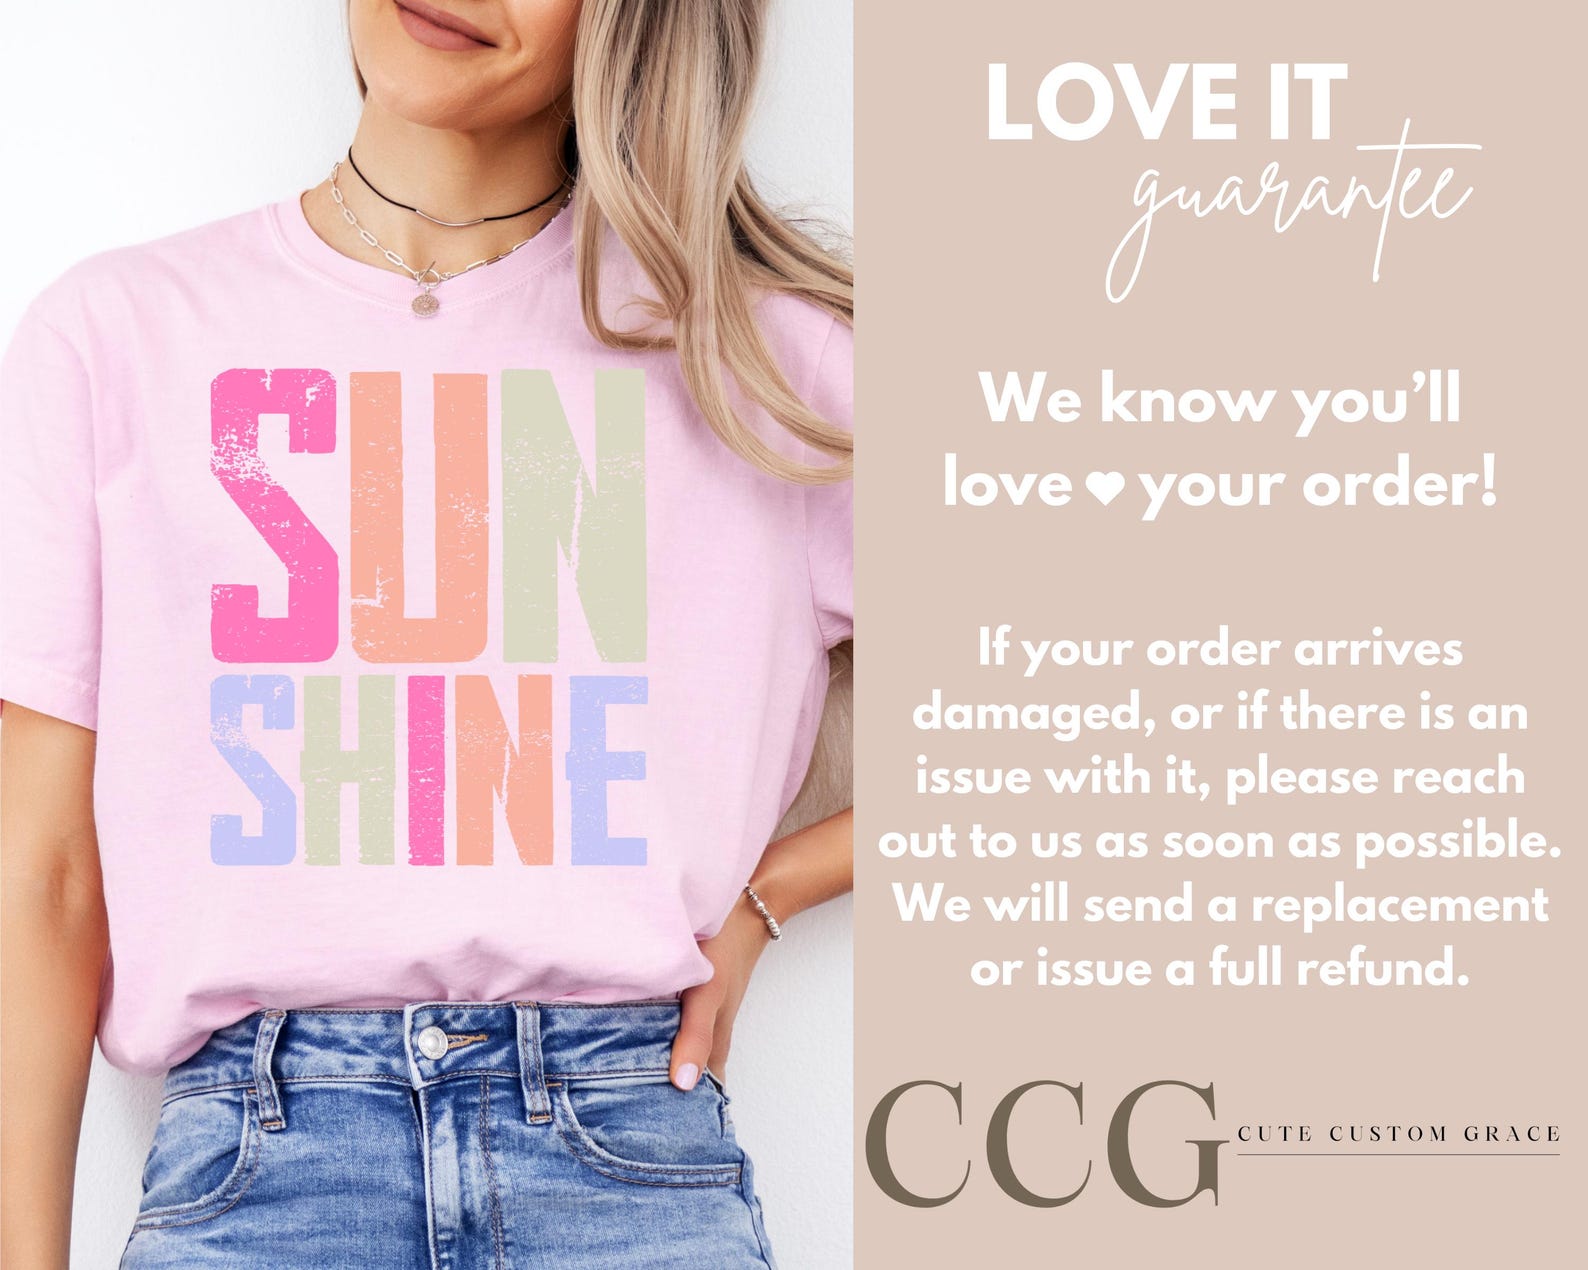 SUN
SHINE
LOVE IT
guarantee
We know you’ll
love ♥ your order!
If your order arrives
damaged, or if there is an
issue with it, please reach
out to us as soon as possible.
We will send a replacement
or issue a full refund.
CCG
CUTE CUSTOM GRACE